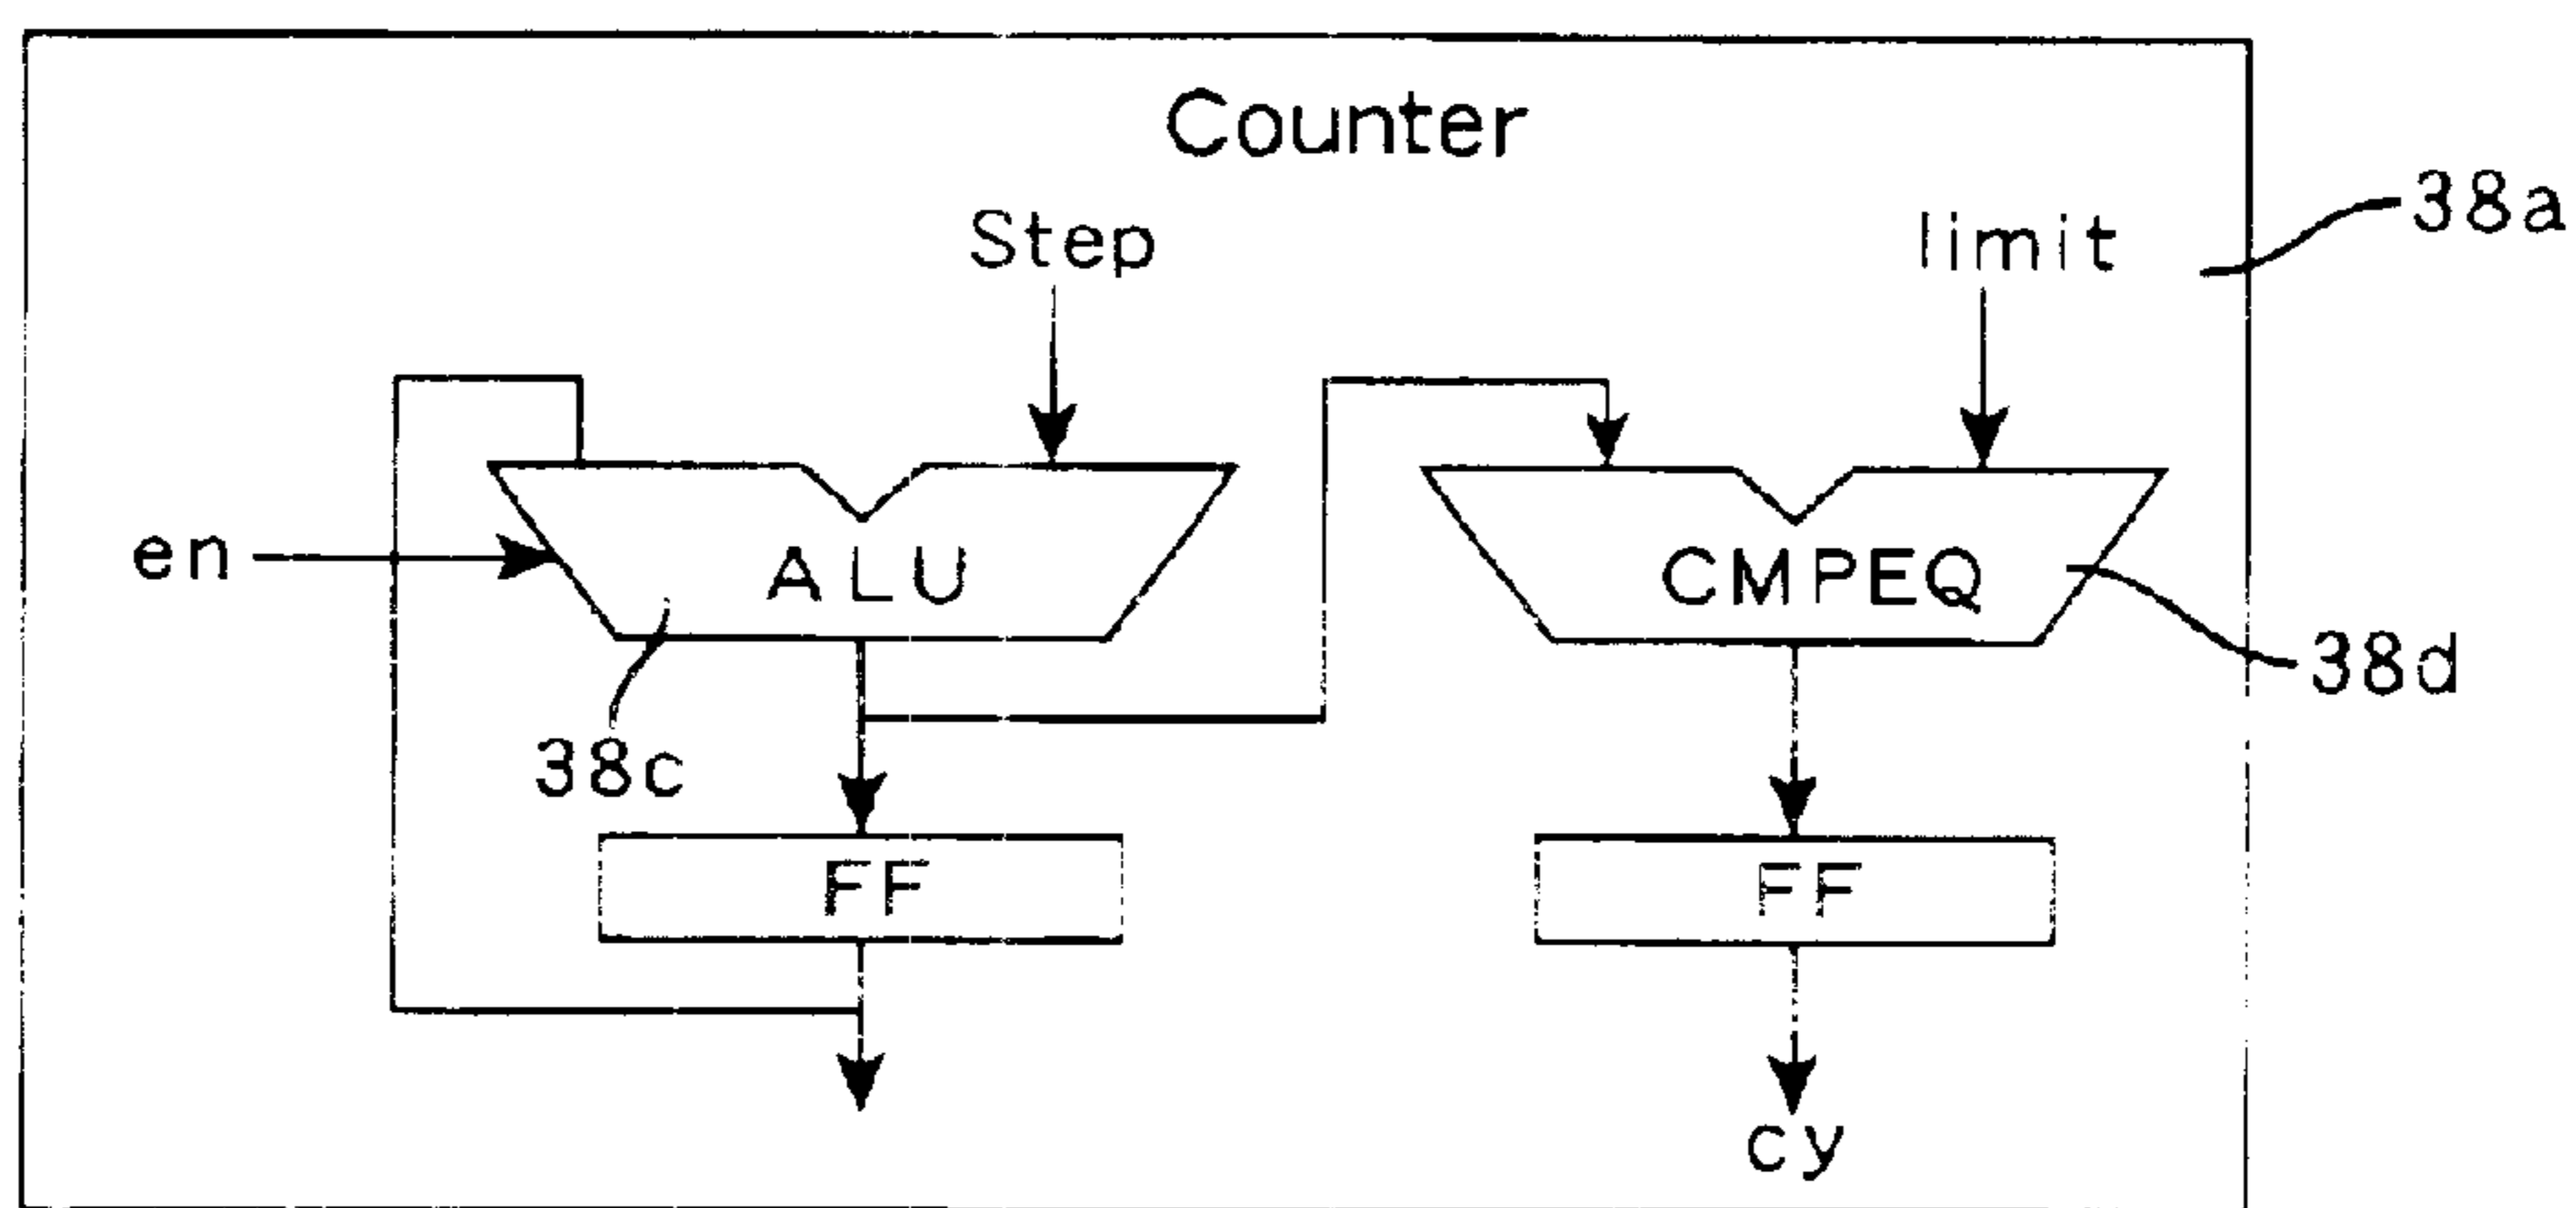 Counter
38a
Step
limit
en
ALU
CMPEQ
38d
38c
FF
FF
cy